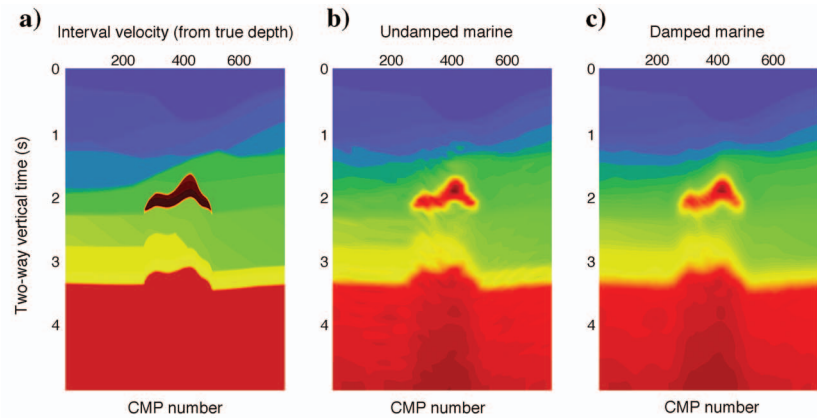 a)
Interval velocity (from true depth)
200 400 600
0
1
2
3
4
Two-way vertical time (s)
CMP number
b)
Undamped marine
200 400 600
0
1
2
3
4
CMP number
c)
Damped marine
200 400 600
0
1
2
3
4
CMP number